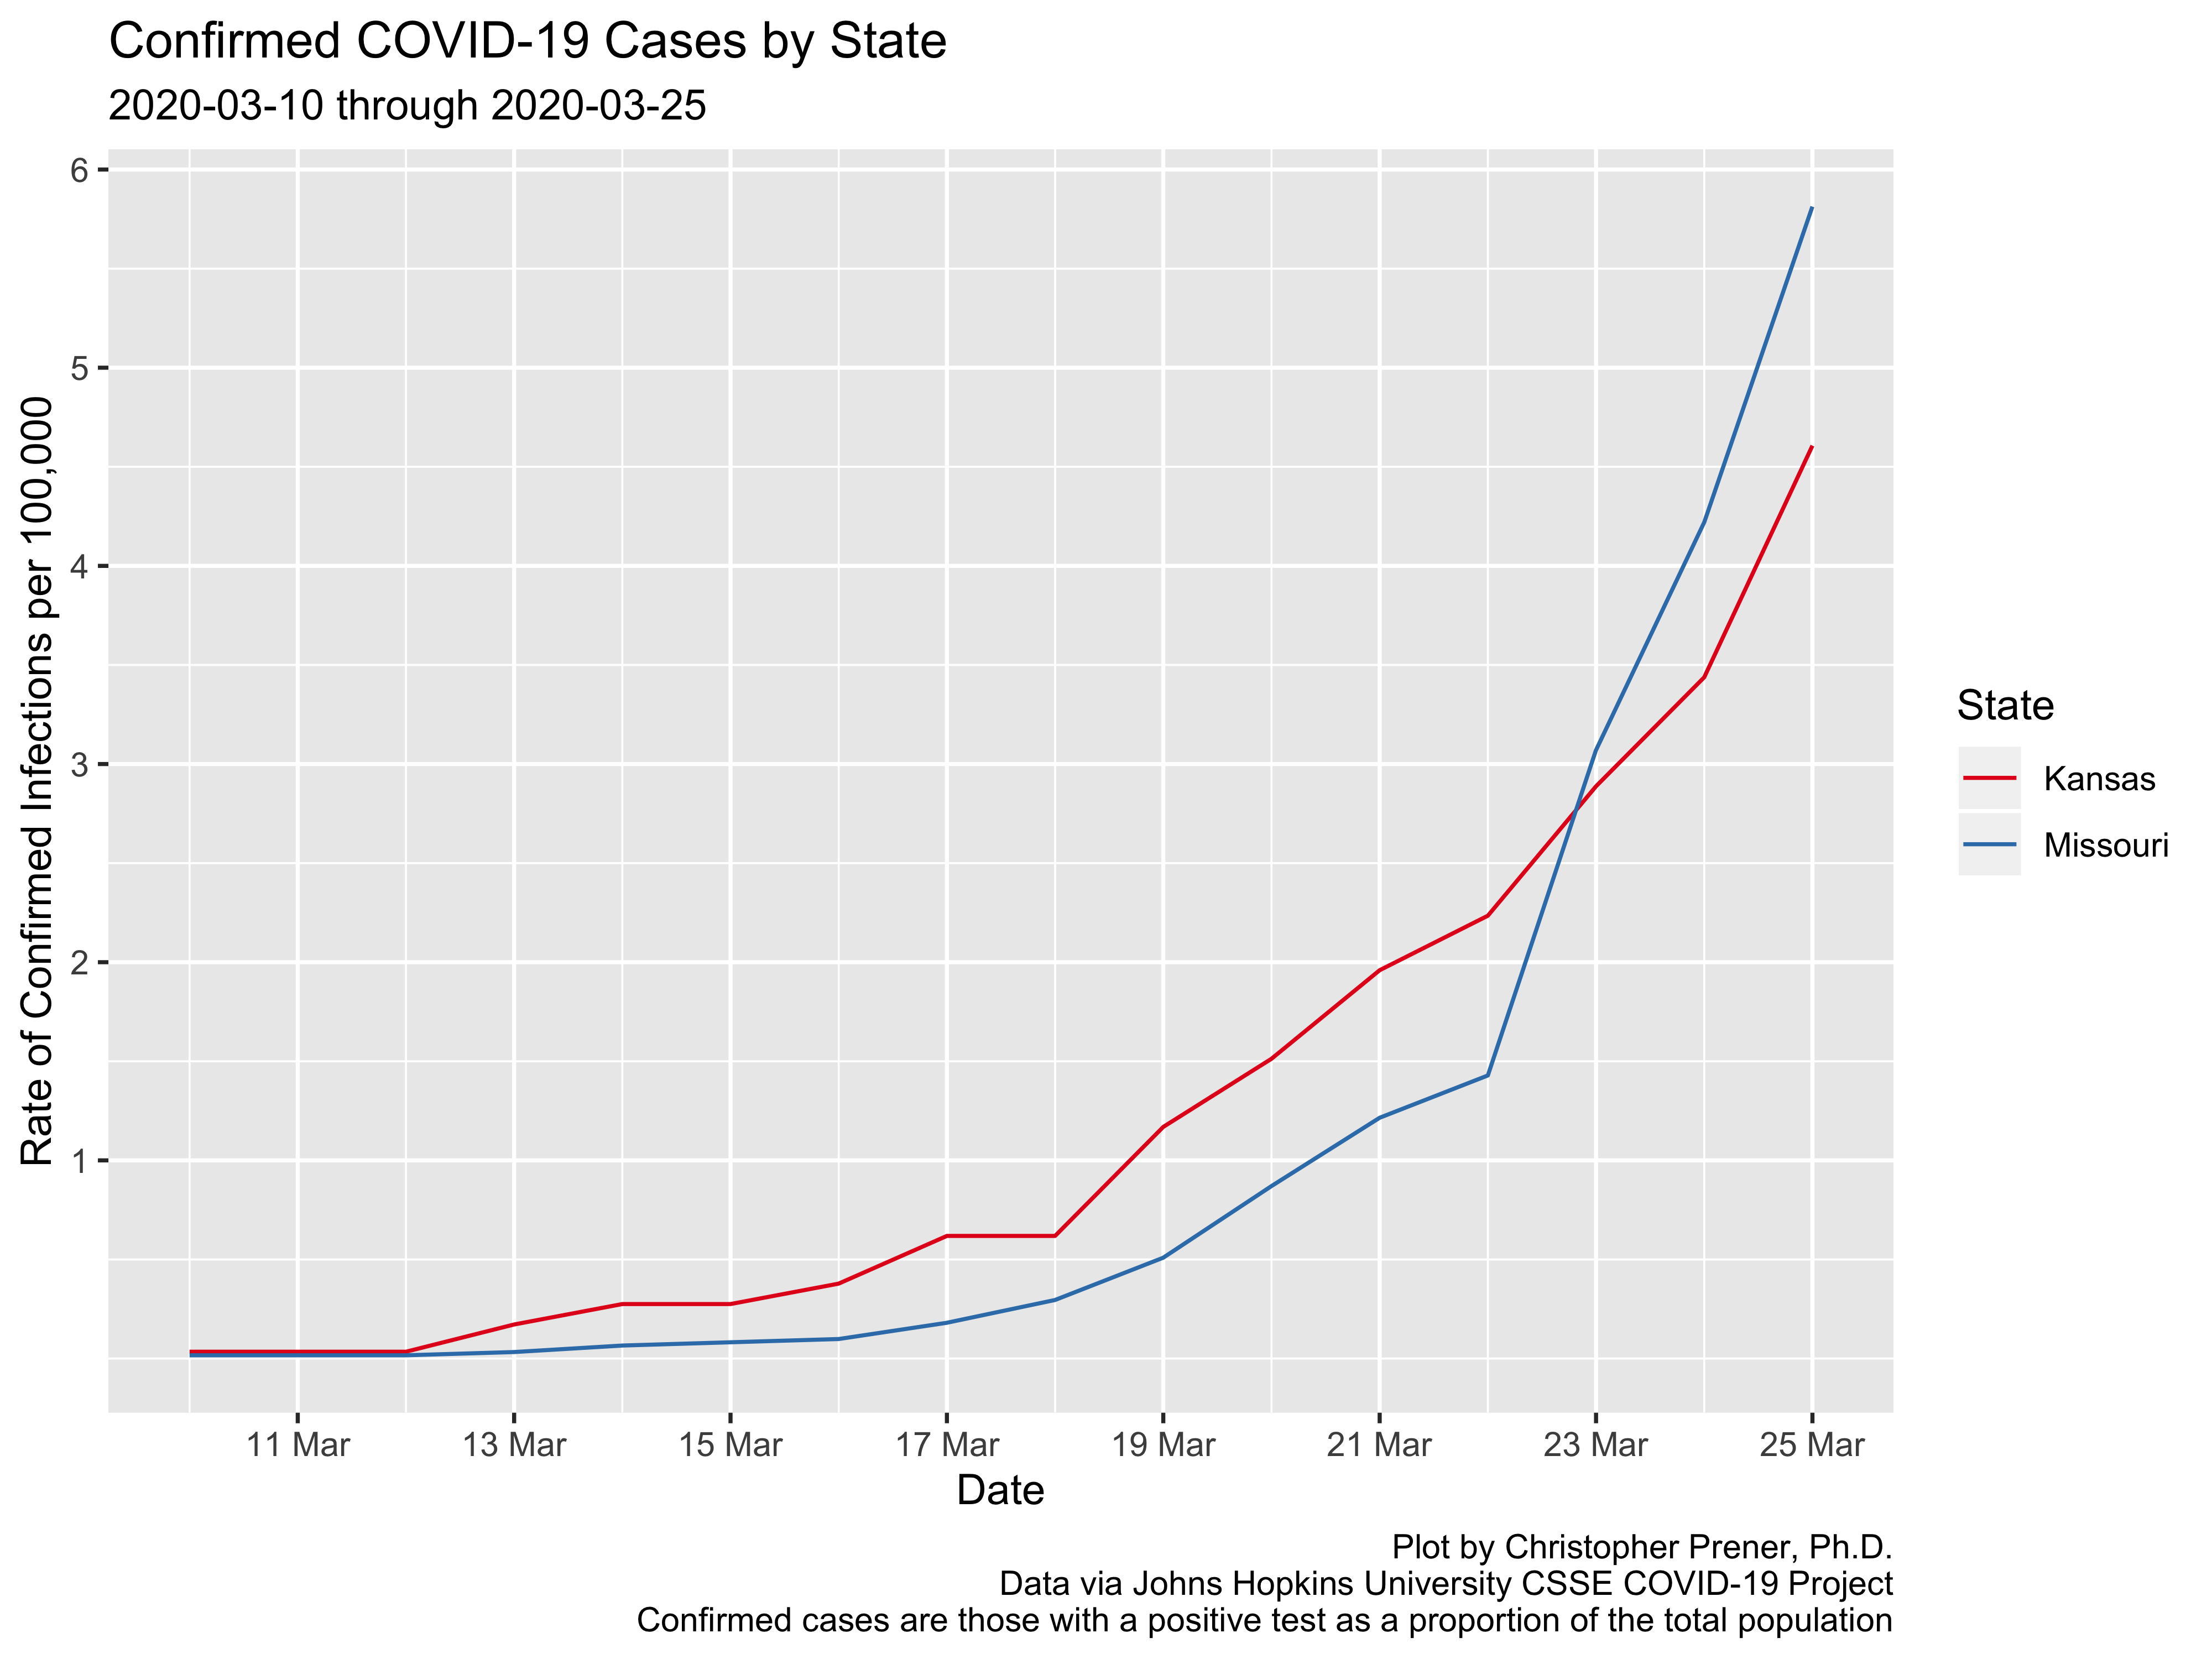 Confirmed COVID-19 Cases by State
2020-03-10 through 2020-03-25
Rate of Confirmed Infections per 100,000
6
5
4
3
2
1
11 Mar
13 Mar
15 Mar
17 Mar
19 Mar
21 Mar
23 Mar
25 Mar
Date
State
Kansas
Missouri
Plot by Christopher Prener, Ph.D.
Data via Johns Hopkins University CSSE COVID-19 Project
Confirmed cases are those with a positive test as a proportion of the total population